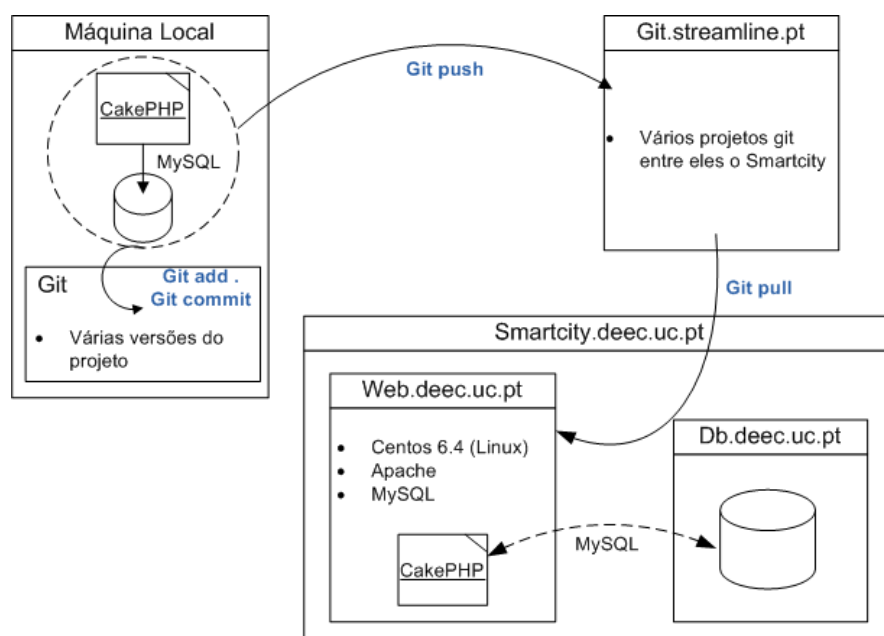 Máquina Local
CakePHP
MySQL
Git add .
Git commit
Git
Várias versões do
projeto
Git push
Git.streamline.pt
Vários projetos git
entre eles o Smartcity
Git pull
Smartcity.deec.uc.pt
Web.deec.uc.pt
Centos 6.4 (Linux)
Apache
MySQL
CakePHP
MySQL
Db.deec.uc.pt